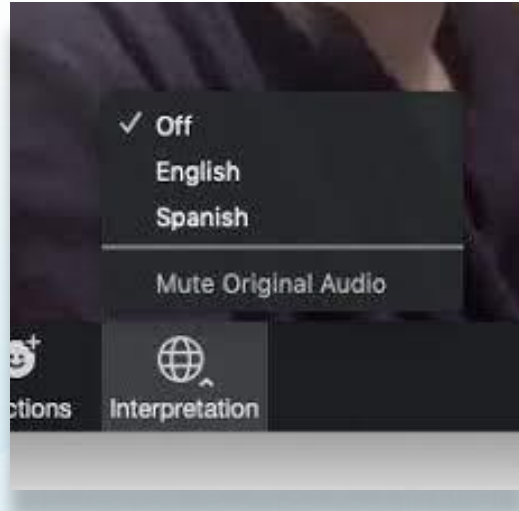 Off
English
Spanish
Mute Original Audio
ctions Interpretation